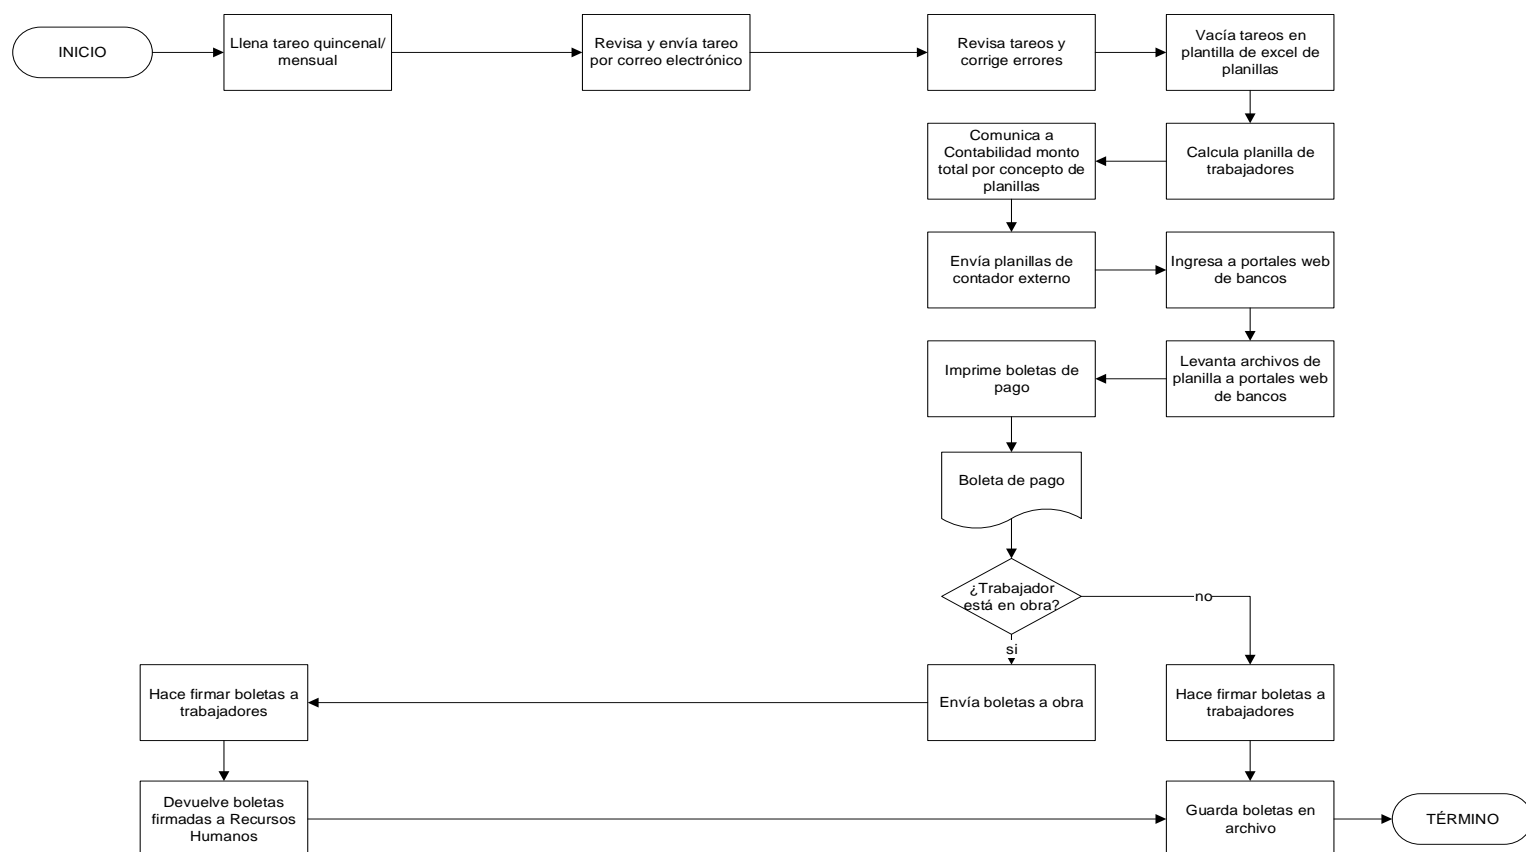 INICIO
Llena tareo quincenal/
mensual
Revisa y envía tareo
por correo electrónico
Revisa tareos y
corrige errores
Vacía tareos en
plantilla de excel de
planillas
Comunica a
Contabilidad monto
total por concepto de
planillas
Calcula planilla de
trabajadores
Envía planillas de
contador externo
Ingresa a portales web
de bancos
Imprime boletas de
pago
Levanta archivos de
planilla a portales web
de bancos
Boleta de pago
¿Trabajador
está en obra?
no
si
Hace firmar boletas a
trabajadores
Envía boletas a obra
Hace firmar boletas a
trabajadores
Devuelve boletas
firmadas a Recursos
Humanos
Guarda boletas en
archivo
TÉRMINO